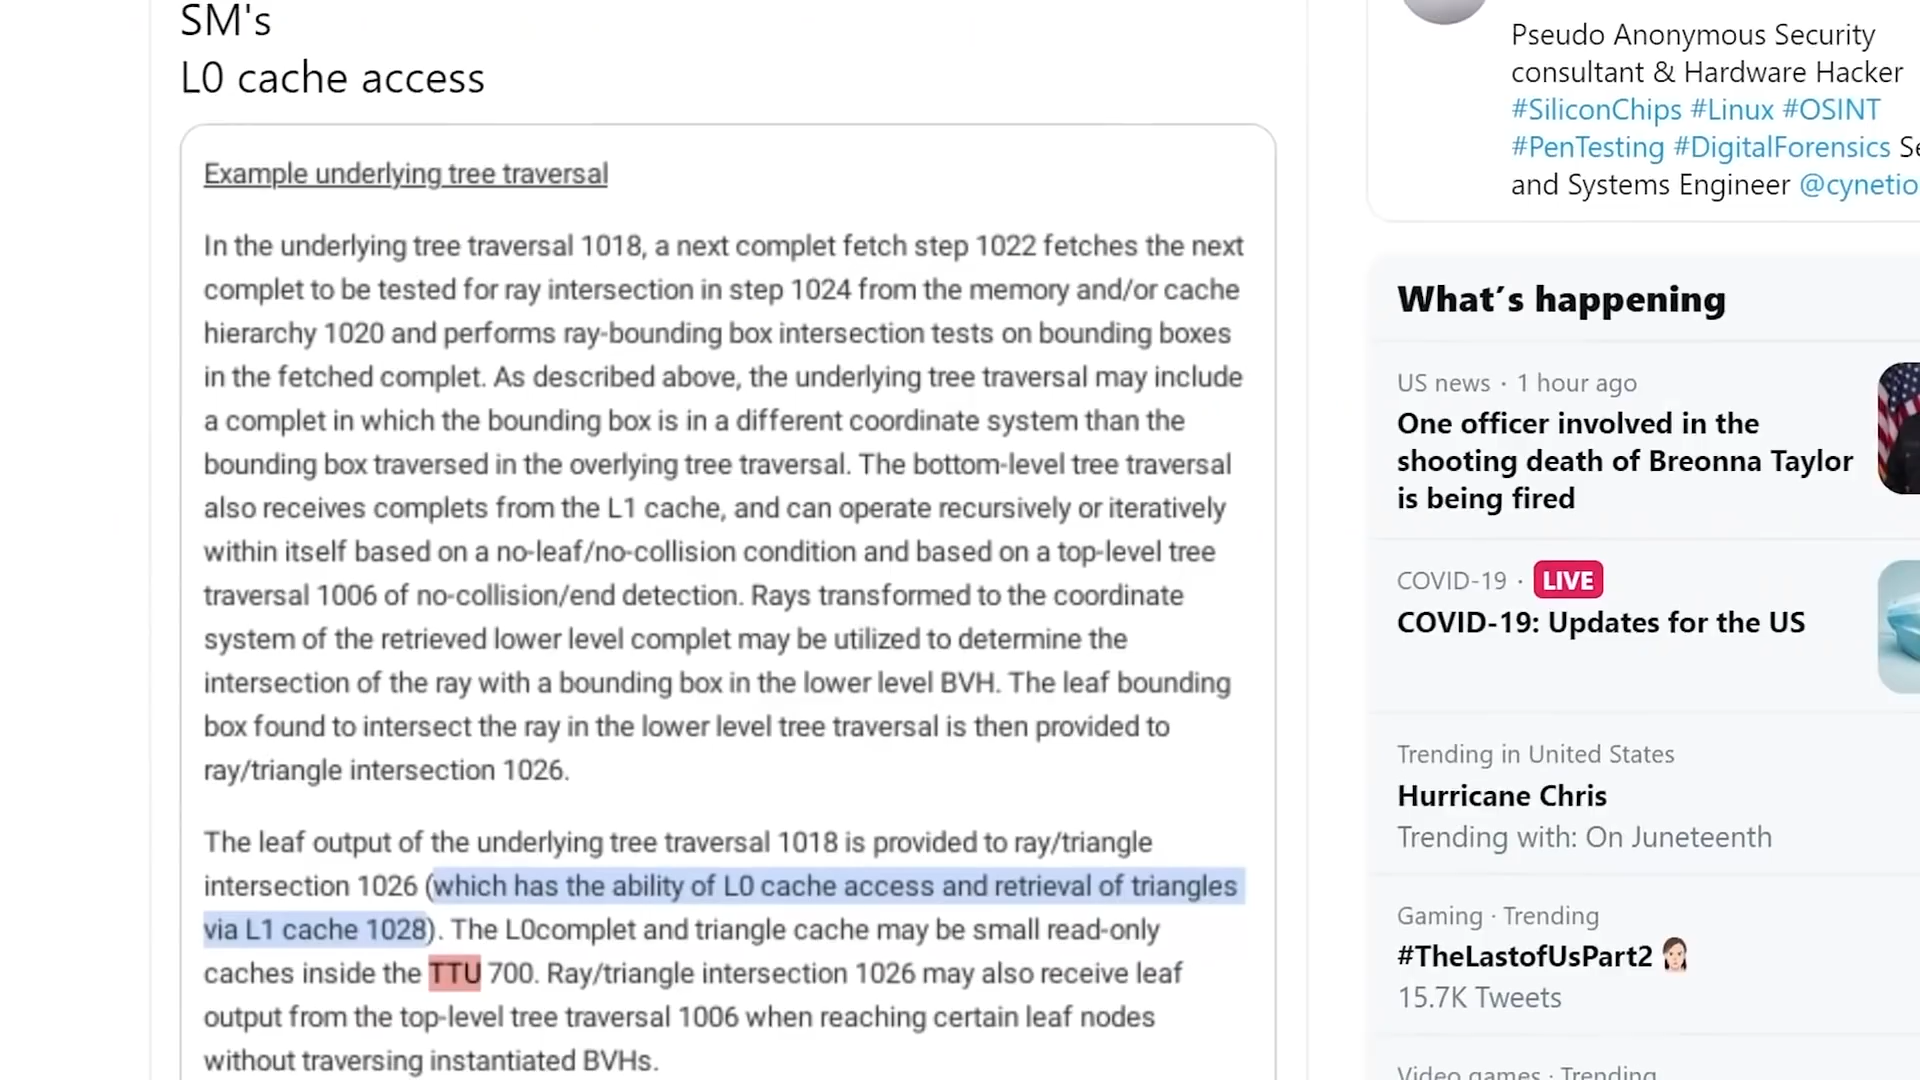 SM's
L0 cache access
Example underlying tree traversal
In the underlying tree traversal 1018, a next complet fetch step 1022 fetches the next
complet to be tested for ray intersection in step 1024 from the memory and/or cache
hierarchy 1020 and performs ray-bounding box intersection tests on bounding boxes
in the fetched complet. As described above, the underlying tree traversal may include
a complet in which the bounding box is in a different coordinate system than the
bounding box traversed in the overlying tree traversal. The bottom-level tree traversal
also receives complets from the L1 cache, and can operate recursively or iteratively
within itself based on a no-leaf/no-collision condition and based on a top-level tree
traversal 1006 of no-collision/end detection. Rays transformed to the coordinate
system of the retrieved lower level complet may be utilized to determine the
intersection of the ray with a bounding box in the lower level BVH. The leaf bounding
box found to intersect the ray in the lower level tree traversal is then provided to
ray/triangle intersection 1026.
The leaf output of the underlying tree traversal 1018 is provided to ray/triangle
intersection 1026 (which has the ability of L0 cache access and retrieval of triangles
via L1 cache 1028). The L0complet and triangle cache may be small read-only
caches inside the TTU 700. Ray/triangle intersection 1026 may also receive leaf
output from the top-level tree traversal 1006 when reaching certain leaf nodes
without traversing instantiated BVHs.
Pseudo Anonymous Security
consultant & Hardware Hacker
#SiliconChips #Linux #OSINT
#PenTesting #DigitalForensics
and Systems Engineer
What's happening
US news · 1 hour ago
One officer involved in the
shooting death of Breonna Taylor
is being fired
COVID-19 · LIVE
COVID-19: Updates for the US
Trending in United States
Hurricane Chris
Trending with: On Juneteenth
Gaming · Trending
#TheLastofUsPart2
15.7K Tweets
Video games · Trending